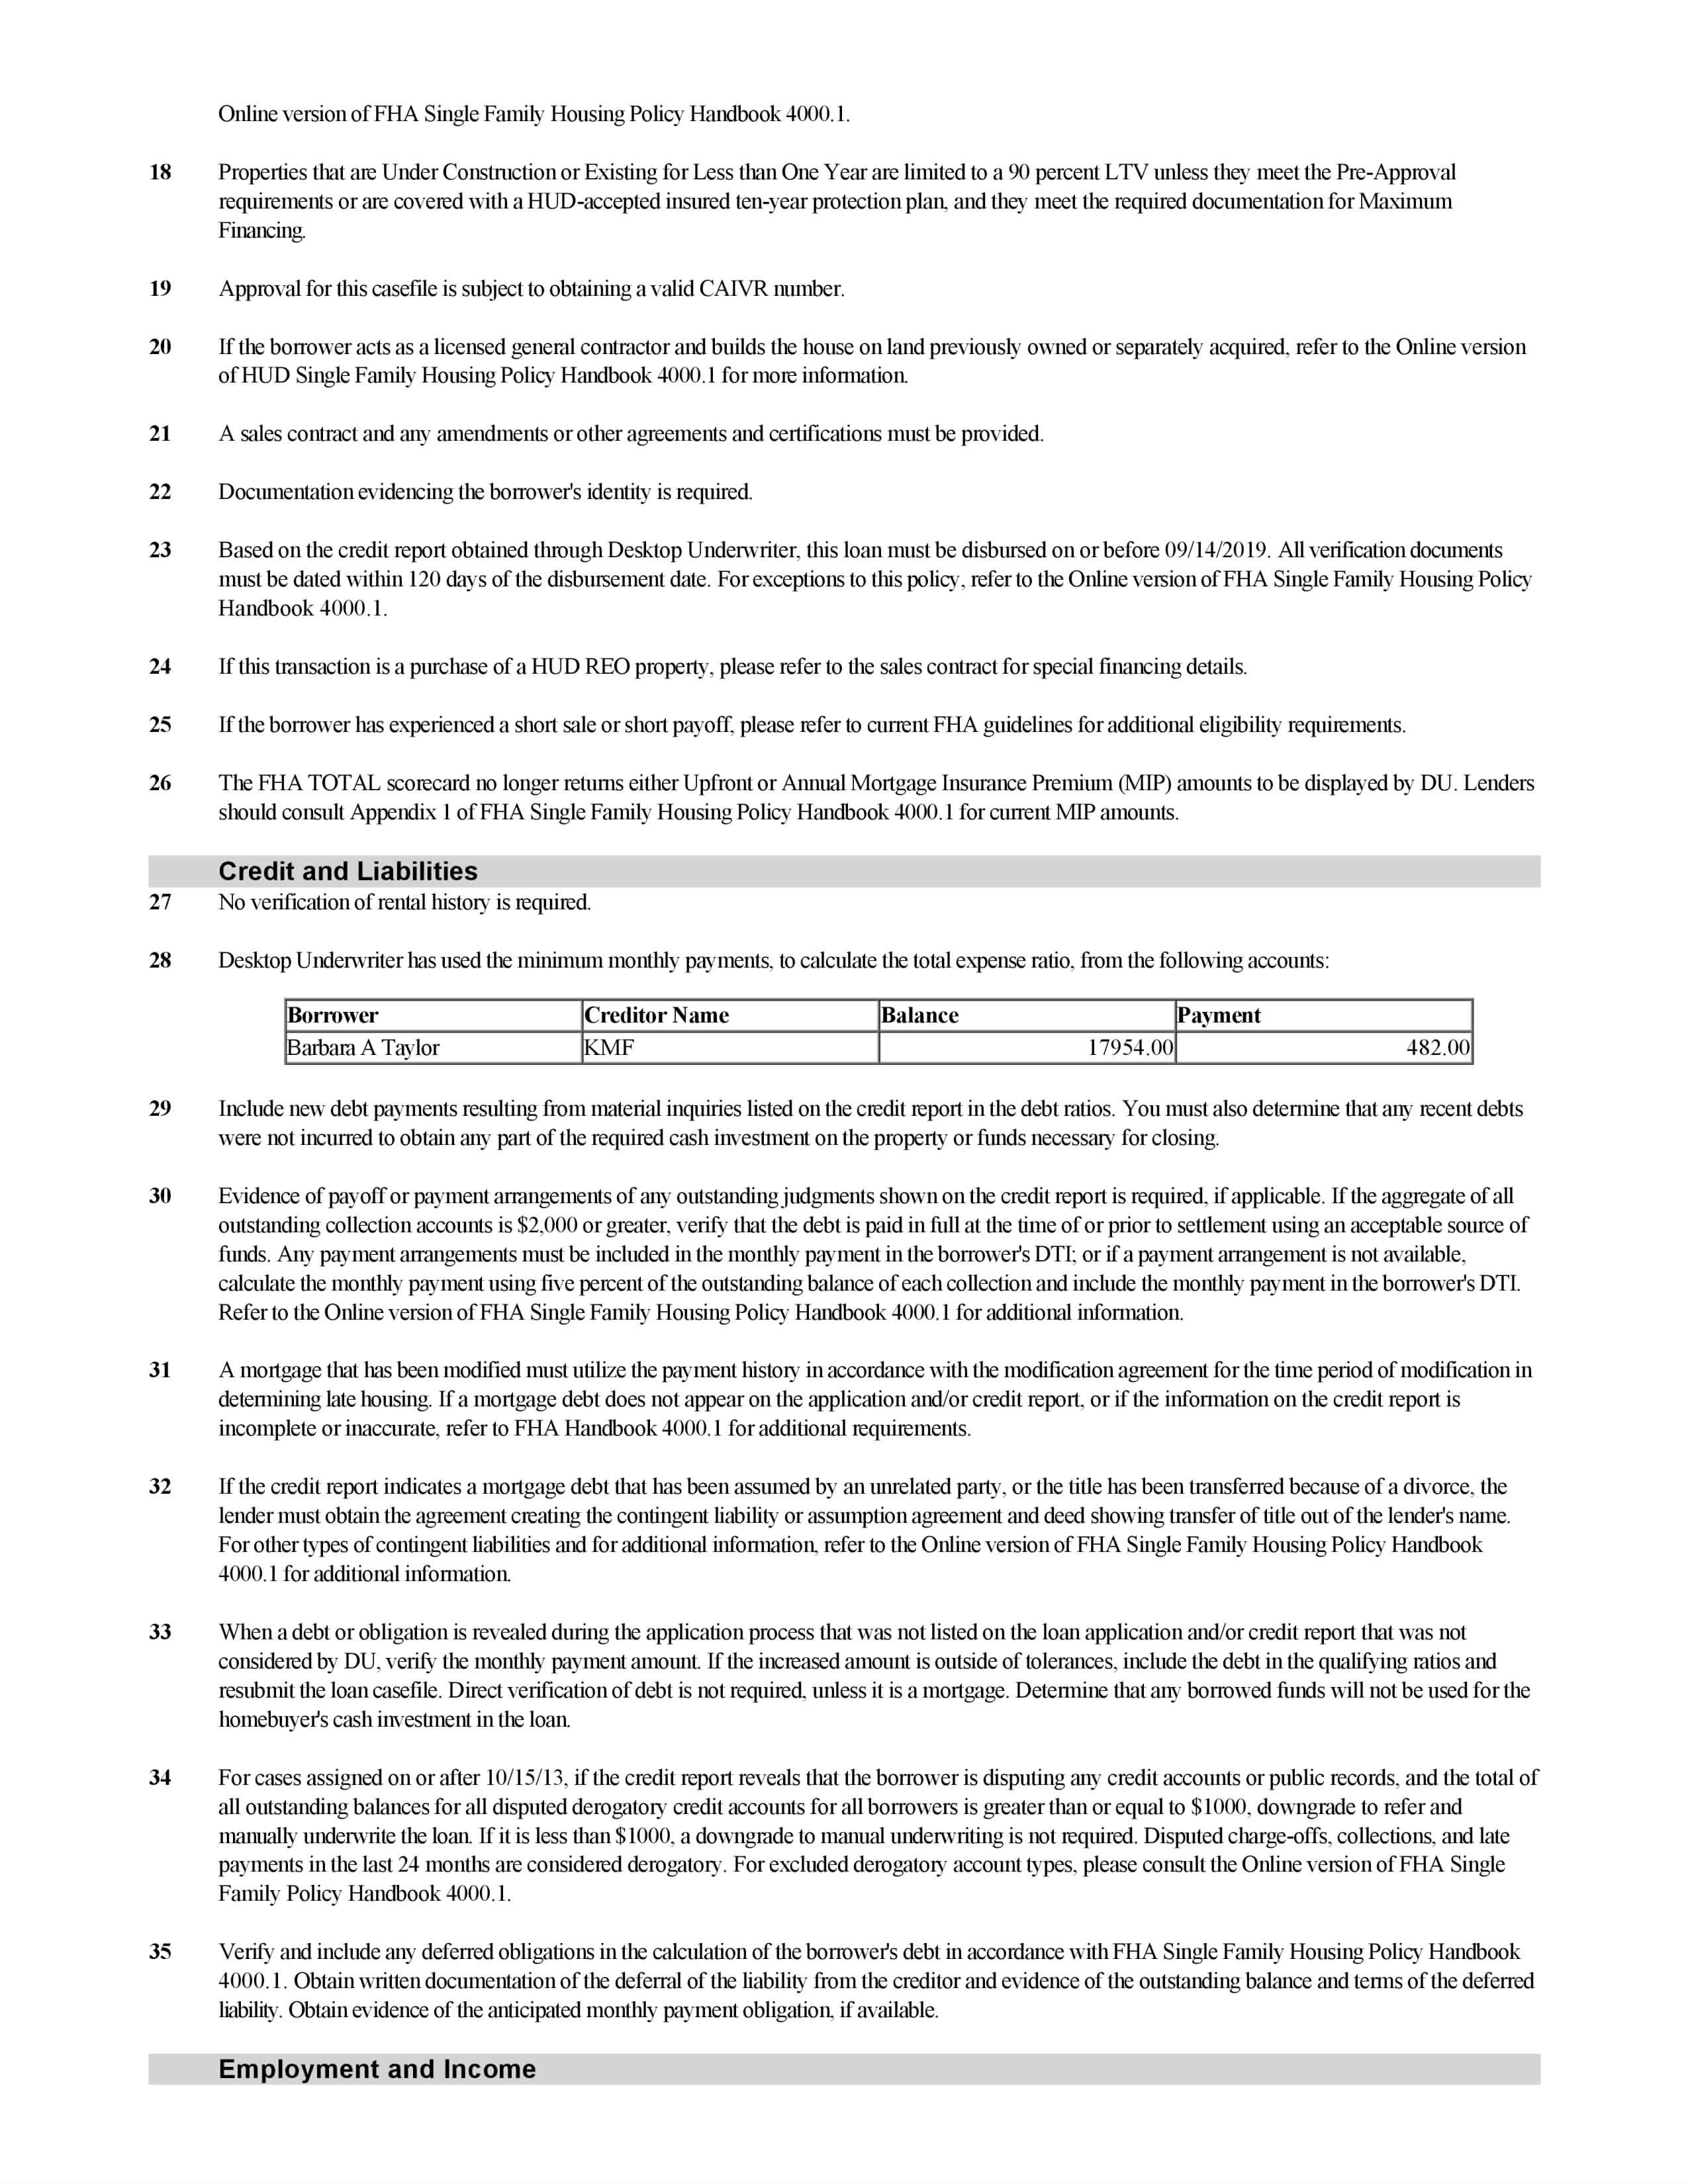 Online version of FHA Single Family Housing Policy Handbook 4000.1.
18 Properties that are Under Construction or Existing for Less than One Year are limited to a 90 percent LTV unless they meet the Pre-Approval
requirements or are covered with a HUD-accepted insured ten-year protection plan, and they meet the required documentation for Maximum
Financing.
19 Approval for this casefile is subject to obtaining a valid CAIVR number.
20 If the borrower acts as a licensed general contractor and builds the house on land previously owned or separately acquired, refer to the Online version
of HUD Single Family Housing Policy Handbook 4000.1 for more information.
21 A sales contract and any amendments or other agreements and certifications must be provided.
22 Documentation evidencing the borrower's identity is required.
23 Based on the credit report obtained through Desktop Underwriter, this loan must be disbursed on or before 09/14/2019. All verification documents
must be dated within 120 days of the disbursement date. For exceptions to this policy, refer to the Online version of FHA Single Family Housing Policy
Handbook 4000.1.
24 If this transaction is a purchase of a HUD REO property, please refer to the sales contract for special financing details.
25 If the borrower has experienced a short sale or short payoff, please refer to current FHA guidelines for additional eligibility requirements.
26 The FHA TOTAL scorecard no longer returns either Upfront or Annual Mortgage Insurance Premium (MIP) amounts to be displayed by DU. Lenders
should consult Appendix 1 of FHA Single Family Housing Policy Handbook 4000.1 for current MIP amounts.
Credit and Liabilities
27 No verification of rental history is required.
28 Desktop Underwriter has used the minimum monthly payments, to calculate the total expense ratio, from the following accounts:
Borrower Creditor Name Balance Payment
Barbara A Taylor KMF 17954.00 482.00
29 Include new debt payments resulting from material inquiries listed on the credit report in the debt ratios. You must also determine that any recent debts
were not incurred to obtain any part of the required cash investment on the property or funds necessary for closing.
30 Evidence of payoff or payment arrangements of any outstanding judgments shown on the credit report is required, if applicable. If the aggregate of all
outstanding collection accounts is $2,000 or greater, verify that the debt is paid in full at the time of or prior to settlement using an acceptable source of
funds. Any payment arrangements must be included in the monthly payment in the borrower's DTI; or if a payment arrangement is not available,
calculate the monthly payment using five percent of the outstanding balance of each collection and include the monthly payment in the borrower's DTI.
Refer to the Online version of FHA Single Family Housing Policy Handbook 4000.1 for additional information.
31 A mortgage that has been modified must utilize the payment history in accordance with the modification agreement for the time period of modification in
determining late housing. If a mortgage debt does not appear on the application and/or credit report, or if the information on the credit report is
incomplete or inaccurate, refer to FHA Handbook 4000.1 for additional requirements.
32 If the credit report indicates a mortgage debt that has been assumed by an unrelated party, or the title has been transferred because of a divorce, the
lender must obtain the agreement creating the contingent liability or assumption agreement and deed showing transfer of title out of the lender's name.
For other types of contingent liabilities and for additional information, refer to the Online version of FHA Single Family Housing Policy Handbook
4000.1 for additional information.
33 When a debt or obligation is revealed during the application process that was not listed on the loan application and/or credit report that was not
considered by DU, verify the monthly payment amount. If the increased amount is outside of tolerances, include the debt in the qualifying ratios and
resubmit the loan casefile. Direct verification of debt is not required, unless it is a mortgage. Determine that any borrowed funds will not be used for the
homebuyer's cash investment in the loan.
34 For cases assigned on or after 10/15/13, if the credit report reveals that the borrower is disputing any credit accounts or public records, and the total of
all outstanding balances for all disputed derogatory credit accounts for all borrowers is greater than or equal to $1000, downgrade to refer and
manually underwrite the loan. If it is less than $1000, a downgrade to manual underwriting is not required. Disputed charge-offs, collections, and late
payments in the last 24 months are considered derogatory. For excluded derogatory account types, please consult the Online version of FHA Single
Family Policy Handbook 4000.1.
35 Verify and include any deferred obligations in the calculation of the borrower's debt in accordance with FHA Single Family Housing Policy Handbook
4000.1. Obtain written documentation of the deferral of the liability from the creditor and evidence of the outstanding balance and terms of the deferred
liability. Obtain evidence of the anticipated monthly payment obligation, if available.
Employment and Income